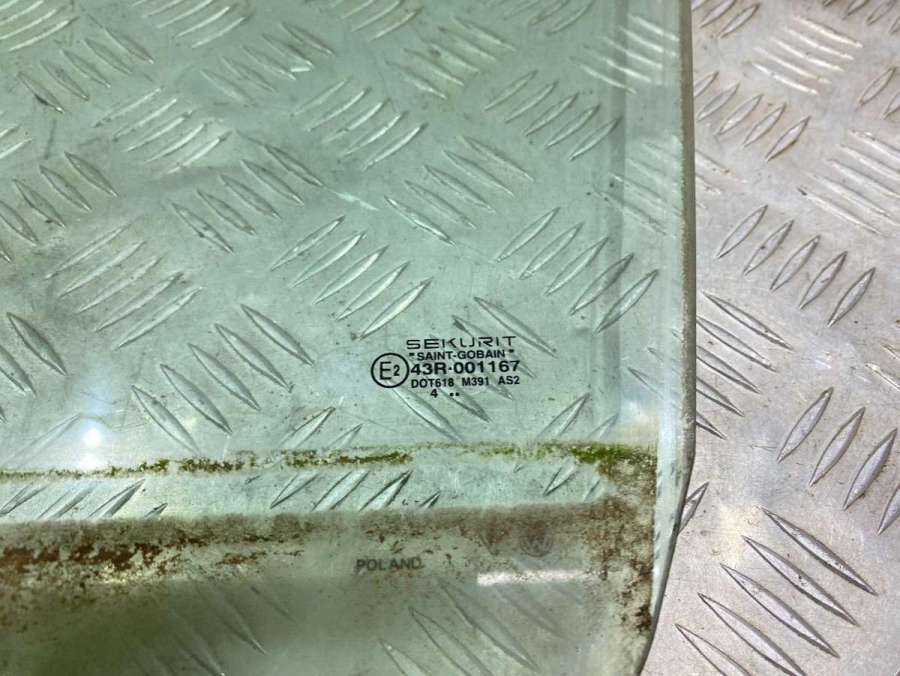 SEKURIT
"SAINT-GOBAIN"
E2 43R-001167
DOT618 M391 AS2
4 ..
POLAND